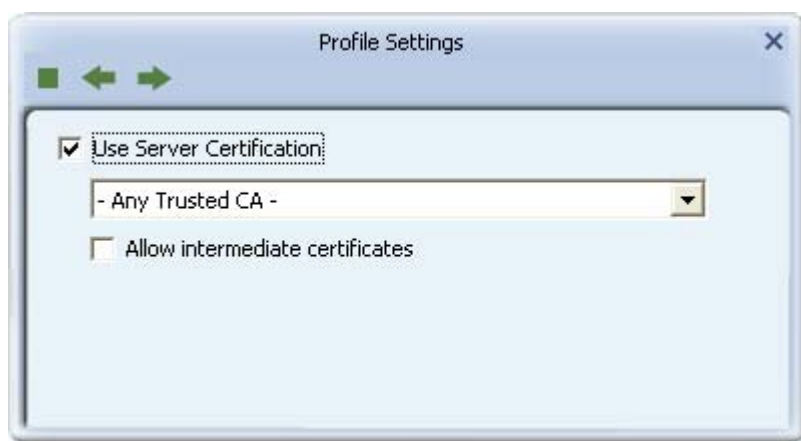 Profile Settings
Use Server Certification
- Any Trusted CA -
Allow intermediate certificates